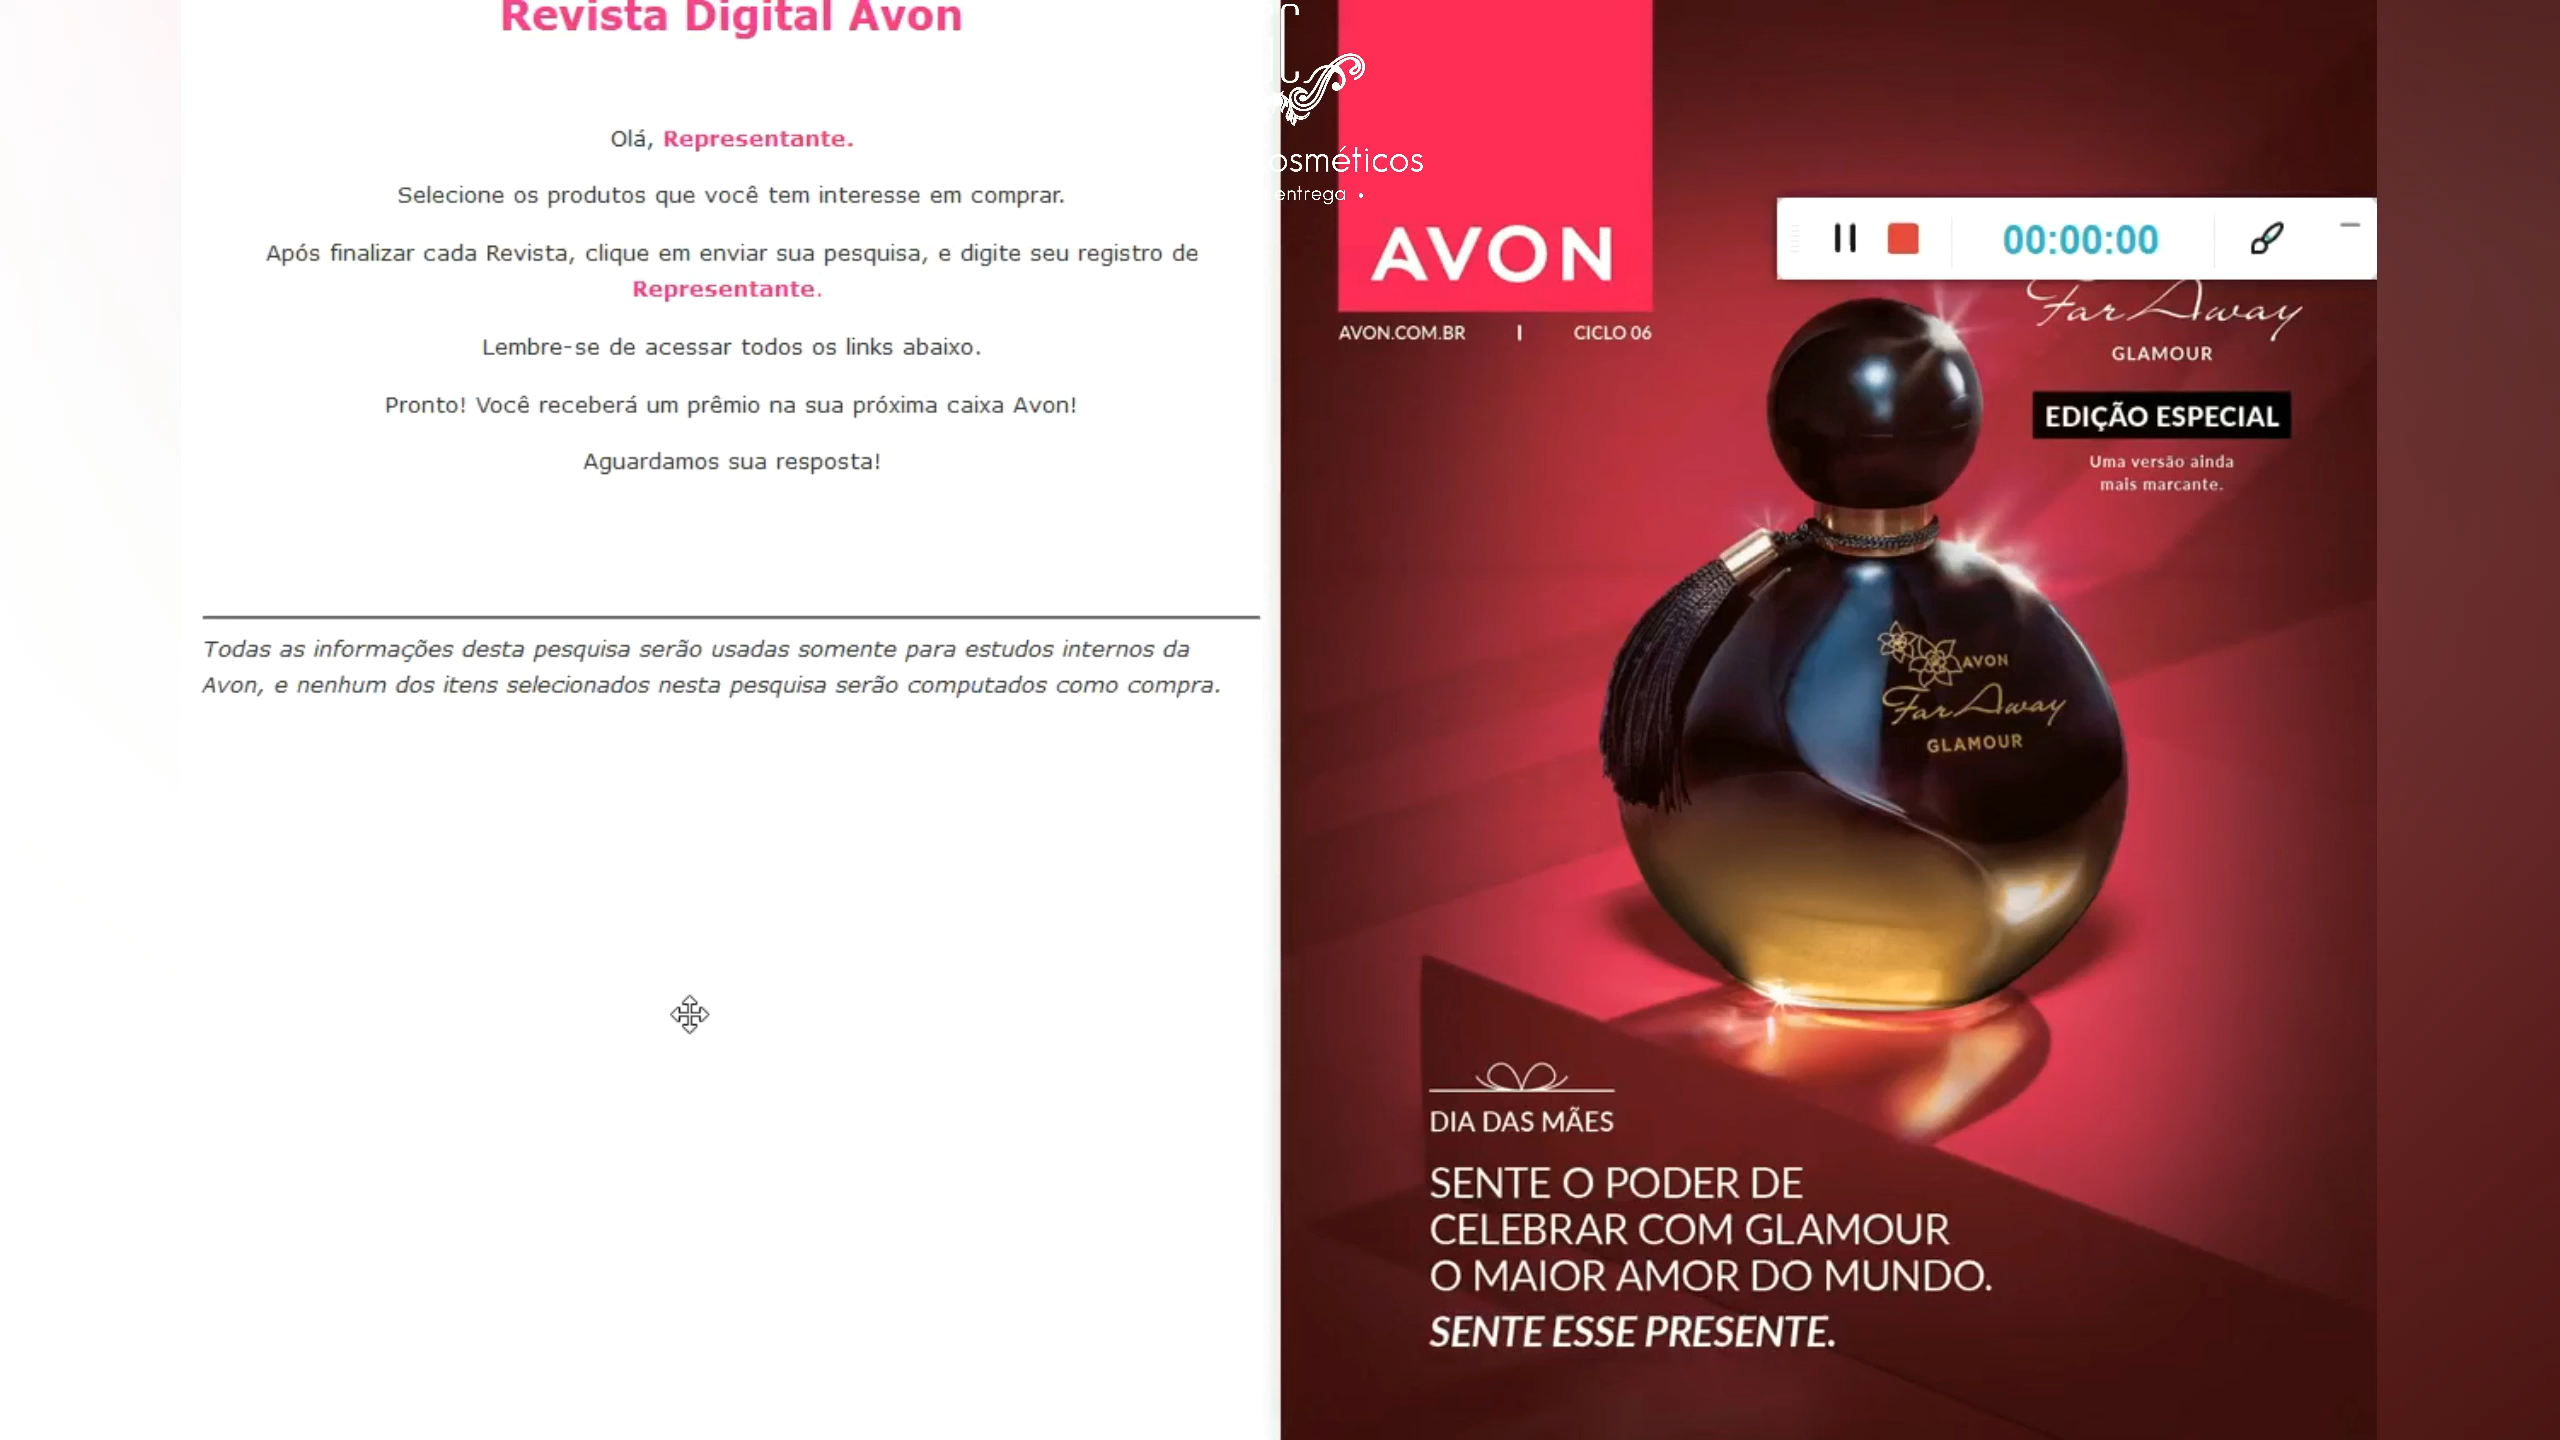 Revista Digital Avon
Olá, Representante.
Selecione os produtos que você tem interesse em comprar.
Após finalizar cada Revista, clique em enviar sua pesquisa, e digite seu registro de
Representante.
Lembre-se de acessar todos os links abaixo.
Pronto! Você receberá um prêmio na sua próxima caixa Avon!
Aguardamos sua resposta!
Todas as informações desta pesquisa serão usadas somente para estudos internos da
Avon, e nenhum dos itens selecionados nesta pesquisa serão computados como compra.
entrega •
AVON
AVON.COM.BR | CICLO 06
00:00:00
Far Away
GLAMOUR
EDIÇÃO ESPECIAL
Uma versão ainda
mais marcante.
AVON
Far Away
GLAMOUR
DIA DAS MÃES
SENTE O PODER DE
CELEBRAR COM GLAMOUR
O MAIOR AMOR DO MUNDO.
SENTE ESSE PRESENTE.